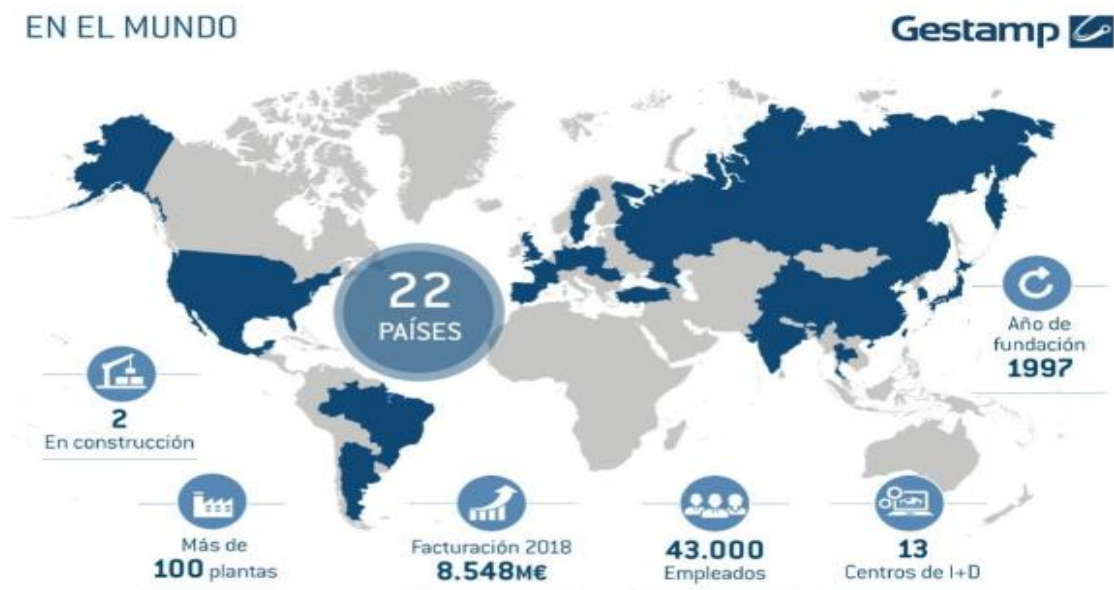 EN EL MUNDO
Gestamp
22
PAÍSES
Año de
fundación
1997
2
En construcción
Más de
100 plantas
Facturación 2018
8.548M€
43.000
Empleados
13
Centros de I+D